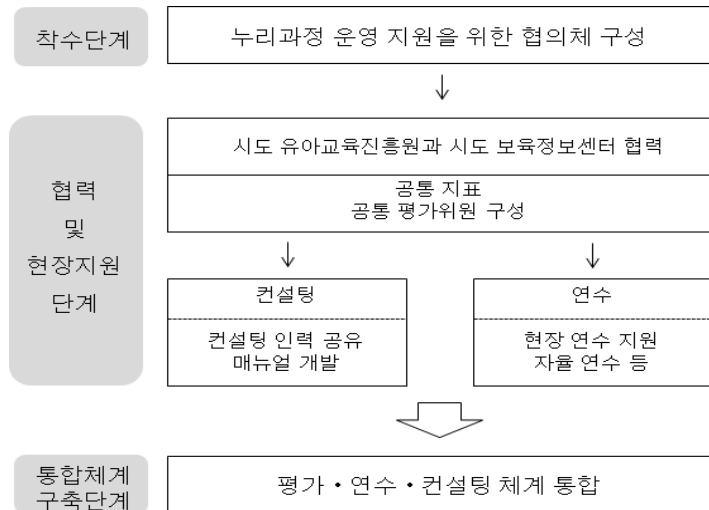 착수단계
누리과정 운영 지원을 위한 협의체 구성
협력
및
현장지원
단계
시도 유아교육진흥원과 시도 보육정보센터 협력
공통 지표
공통 평가위원 구성
컨설팅
컨설팅 인력 공유
매뉴얼 개발
연수
현장 연수 지원
자율 연수 등
통합체계
구축단계
평가・연수・컨설팅 체계 통합